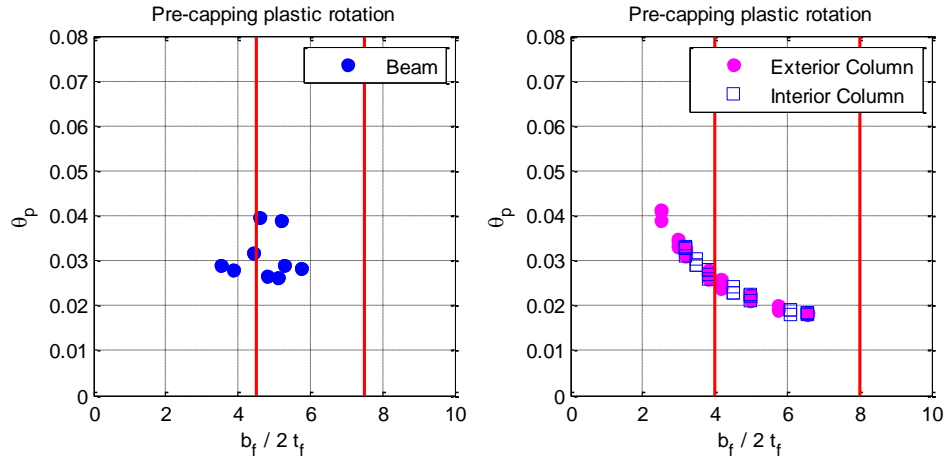 Pre-capping plastic rotation
0.08
0.07
0.06
0.05
0.04
0.03
0.02
0.01
0
θp
0 2 4 6 8 10
bf / 2 tf
Beam
Pre-capping plastic rotation
0.08
0.07
0.06
0.05
0.04
0.03
0.02
0.01
0
θp
0 2 4 6 8 10
bf / 2 tf
Exterior Column
Interior Column